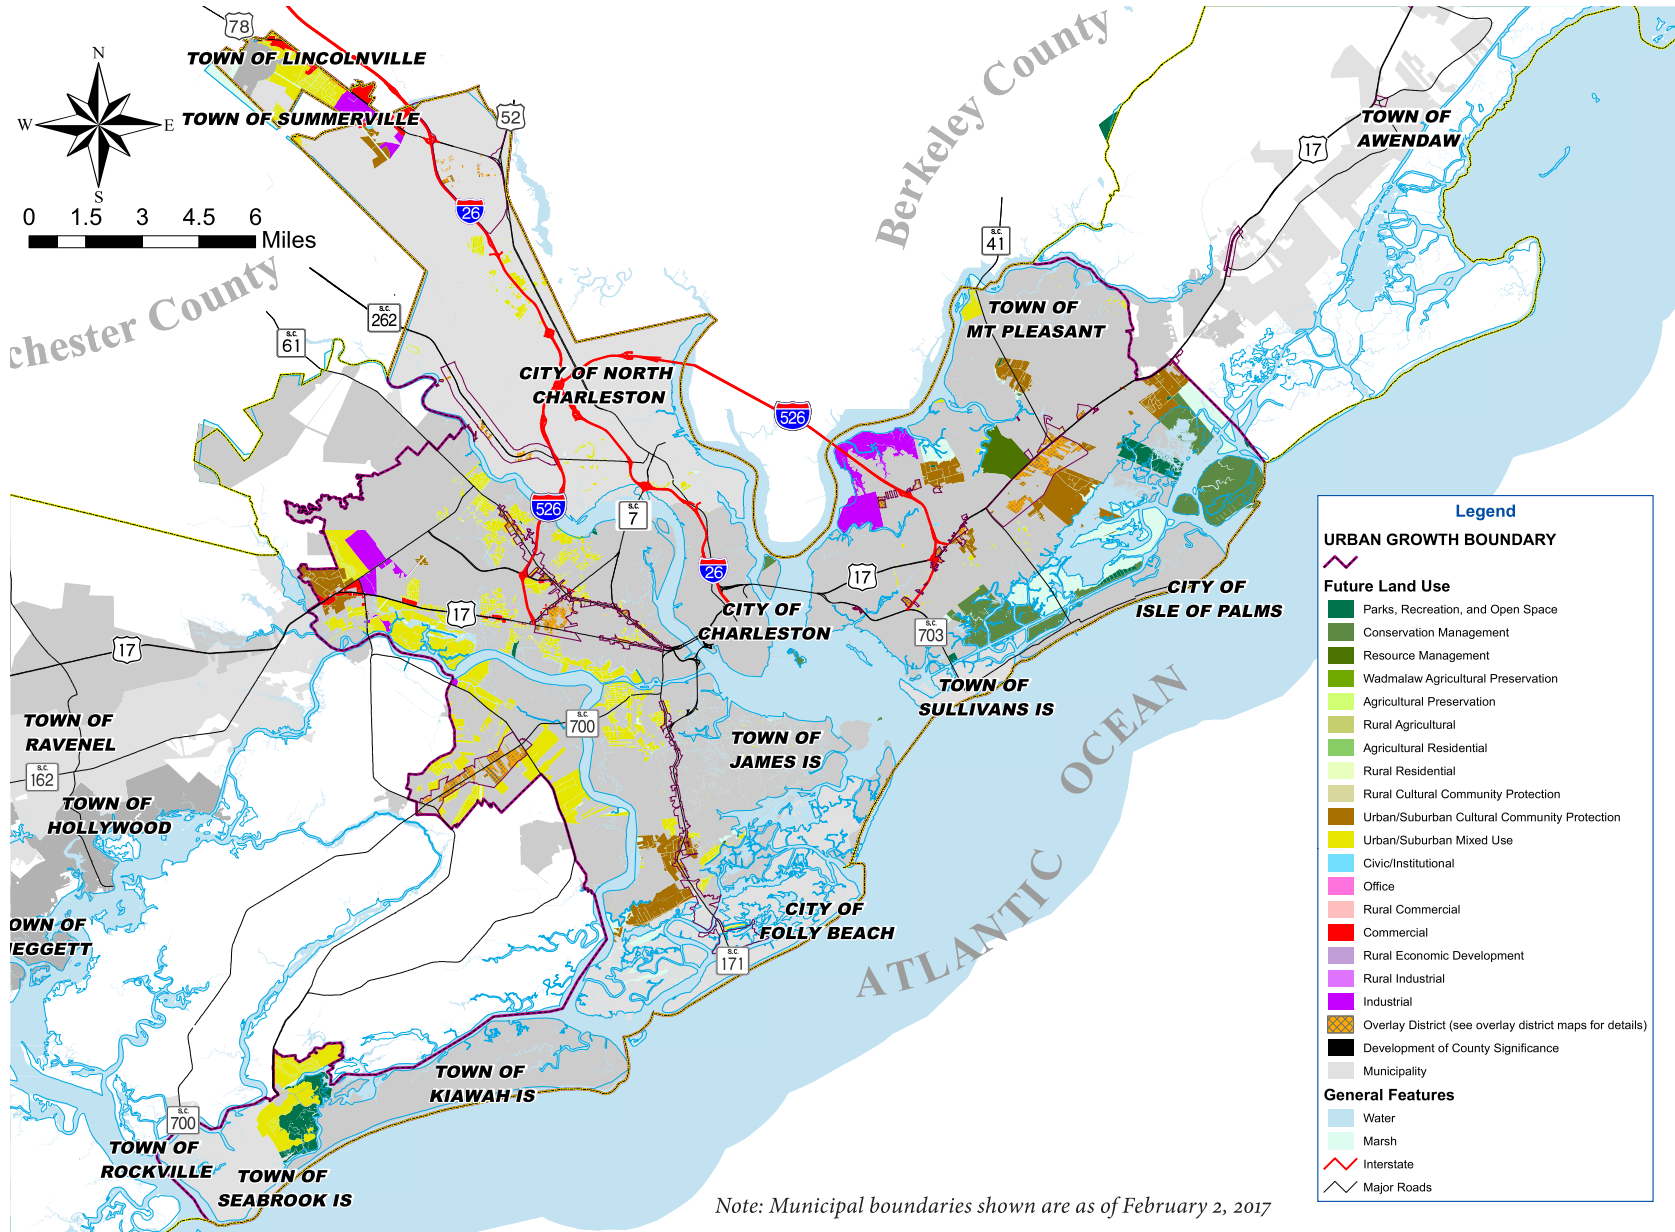 78
TOWN OF LINCOLNVILLE
N
W
E
S
TOWN OF SUMMERVILLE
52
0 1.5 3 4.5 6
Miles
26
Berkeley County
17
TOWN OF
AWENDAW
S.C.
41
chester County
S.C.
262
S.C.
61
TOWN OF
MT PLEASANT
CITY OF NORTH
CHARLESTON
526
526
S.C.
7
26
17
CITY OF
CHARLESTON
17
17
S.C.
703
CITY OF
ISLE OF PALMS
TOWN OF
SULLIVANS IS
TOWN OF
RAVENEL
S.C.
700
TOWN OF
JAMES IS
S.C.
162
TOWN OF
HOLLYWOOD
ATLANTIC OCEAN
OWN OF
EGGETT
CITY OF
FOLLY BEACH
S.C.
171
TOWN OF
KIAWAH IS
S.C.
700
TOWN OF
ROCKVILLE
TOWN OF
SEABROOK IS
Legend
URBAN GROWTH BOUNDARY
Future Land Use
Parks, Recreation, and Open Space
Conservation Management
Resource Management
Wadmalaw Agricultural Preservation
Agricultural Preservation
Rural Agricultural
Agricultural Residential
Rural Residential
Rural Cultural Community Protection
Urban/Suburban Cultural Community Protection
Urban/Suburban Mixed Use
Civic/Institutional
Office
Rural Commercial
Commercial
Rural Economic Development
Rural Industrial
Industrial
Overlay District (see overlay district maps for details)
Development of County Significance
Municipality
General Features
Water
Marsh
Interstate
Major Roads
Note: Municipal boundaries shown are as of February 2, 2017